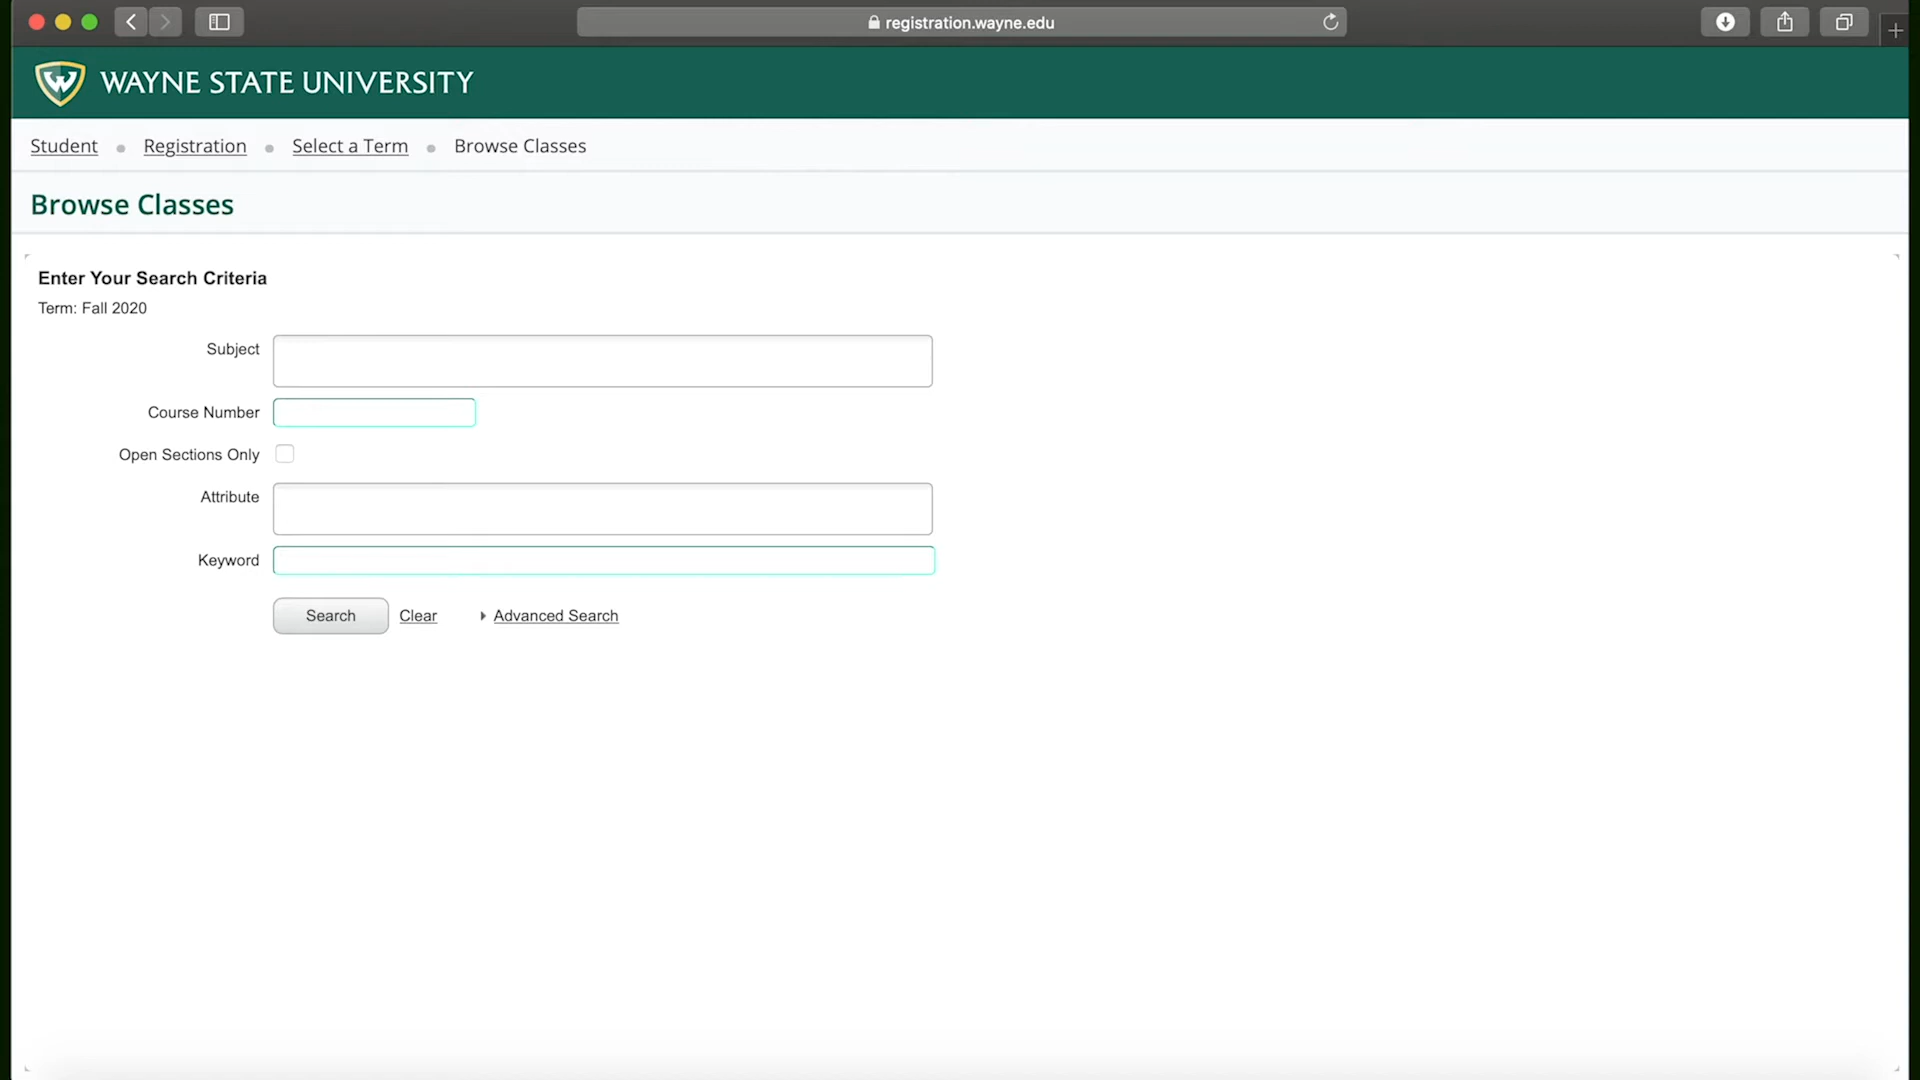 registration.wayne.edu
WAYNE STATE UNIVERSITY
Student Registration Select a Term Browse Classes
Browse Classes
Enter Your Search Criteria
Term: Fall 2020
Subject
Course Number
Open Sections Only
Attribute
Keyword
Search Clear Advanced Search